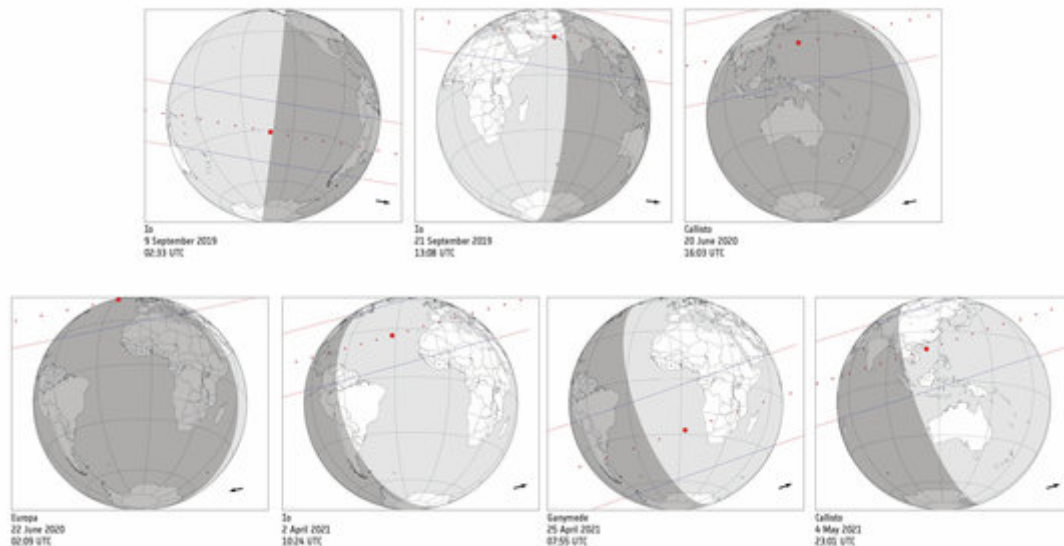 Io
9 September 2019
02:33 UTC
Io
21 September 2019
13:08 UTC
Callisto
20 June 2020
16:03 UTC
Europa
22 June 2020
02:09 UTC
Io
2 April 2021
10:24 UTC
Ganymede
25 April 2021
07:55 UTC
Callisto
4 May 2021
23:01 UTC